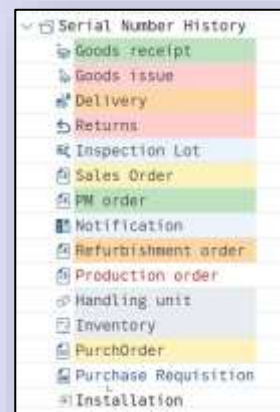 Serial Number History
Goods receipt
Goods issue
Delivery
Returns
Inspection Lot
Sales Order
PM order
Notification
Refurbishment order
Production order
Handling unit
Inventory
PurchOrder
Purchase Requisition
Installation